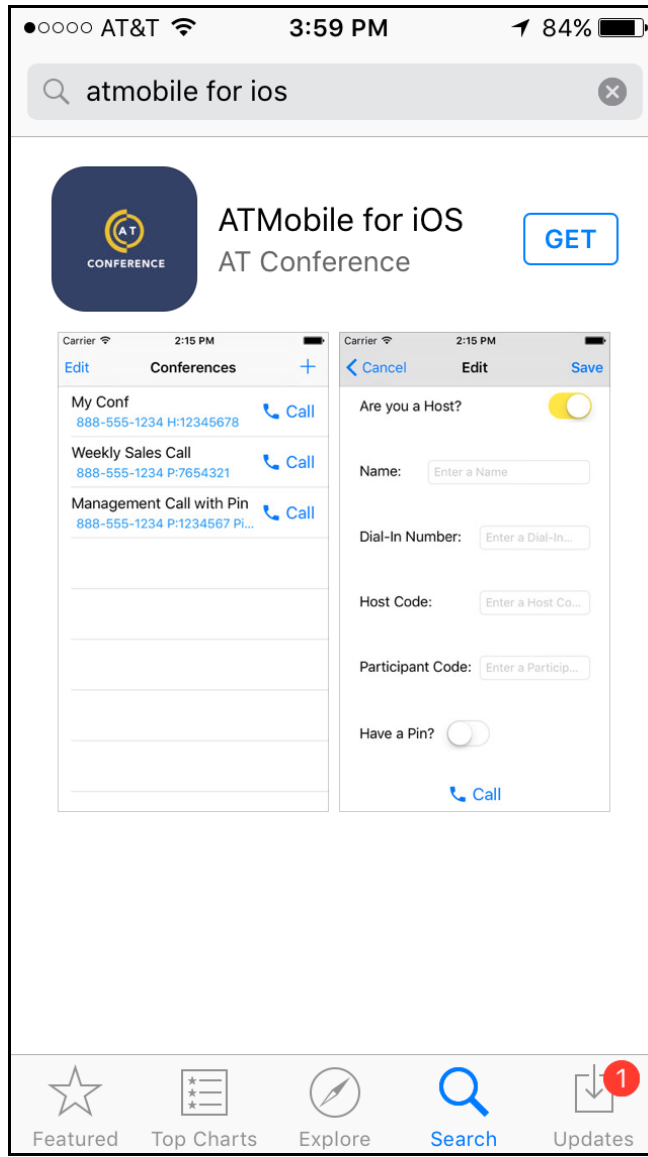 AT&T 3:59 PM 84%
atmobile for ios
AT
CONFERENCE
ATMobile for iOS
AT Conference
GET
Carrier 2:15 PM
Edit Conferences +
My Conf
888-555-1234 H:12345678
Call
Weekly Sales Call
888-555-1234 P:7654321
Call
Management Call with Pin
888-555-1234 P:1234567 Pi...
Call
Carrier 2:15 PM
Cancel Edit Save
Are you a Host?
Name: Enter a Name
Dial-In Number: Enter a Dial-In...
Host Code: Enter a Host Co...
Participant Code: Enter a Particip...
Have a Pin?
Call
1
Featured Top Charts Explore Search Updates